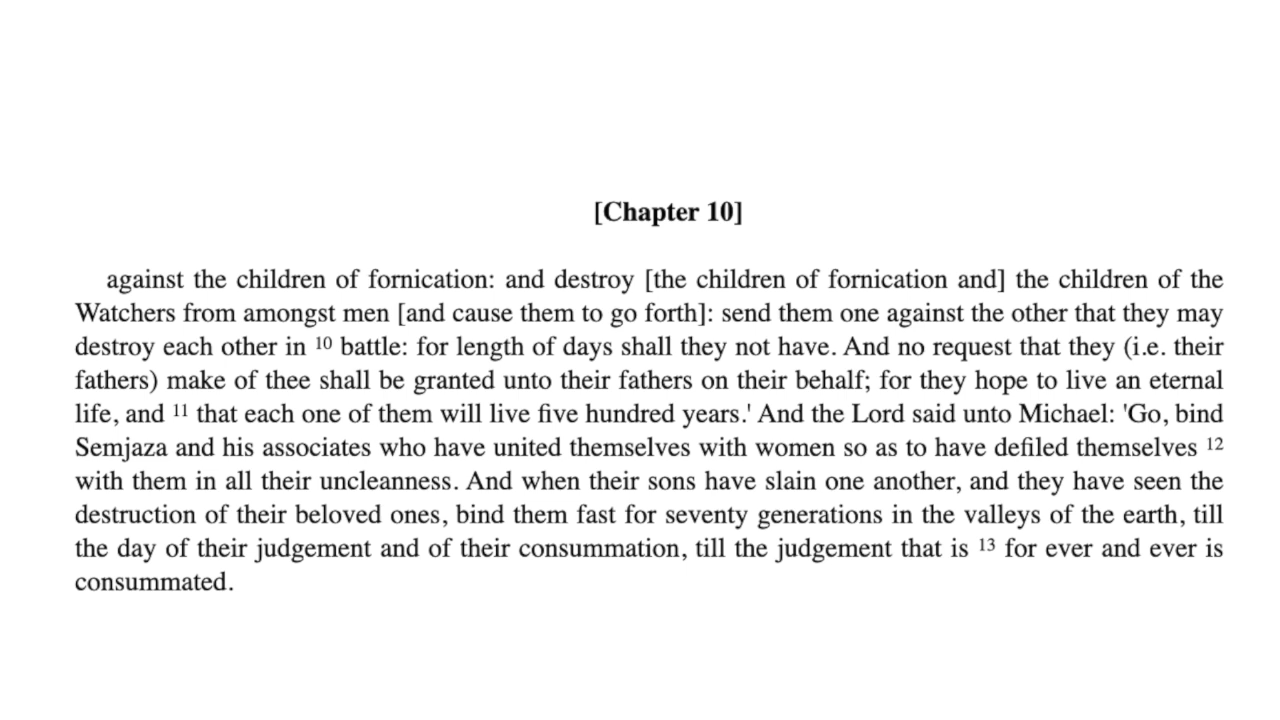 [Chapter 10]
against the children of fornication: and destroy [the children of fornication and] the children of the
Watchers from amongst men [and cause them to go forth]: send them one against the other that they may
destroy each other in 10 battle: for length of days shall they not have. And no request that they (i.e. their
fathers) make of thee shall be granted unto their fathers on their behalf; for they hope to live an eternal
life, and 11 that each one of them will live five hundred years.' And the Lord said unto Michael: 'Go, bind
Semjaza and his associates who have united themselves with women so as to have defiled themselves 12
with them in all their uncleanness. And when their sons have slain one another, and they have seen the
destruction of their beloved ones, bind them fast for seventy generations in the valleys of the earth, till
the day of their judgement and of their consummation, till the judgement that is 13 for ever and ever is
consummated.